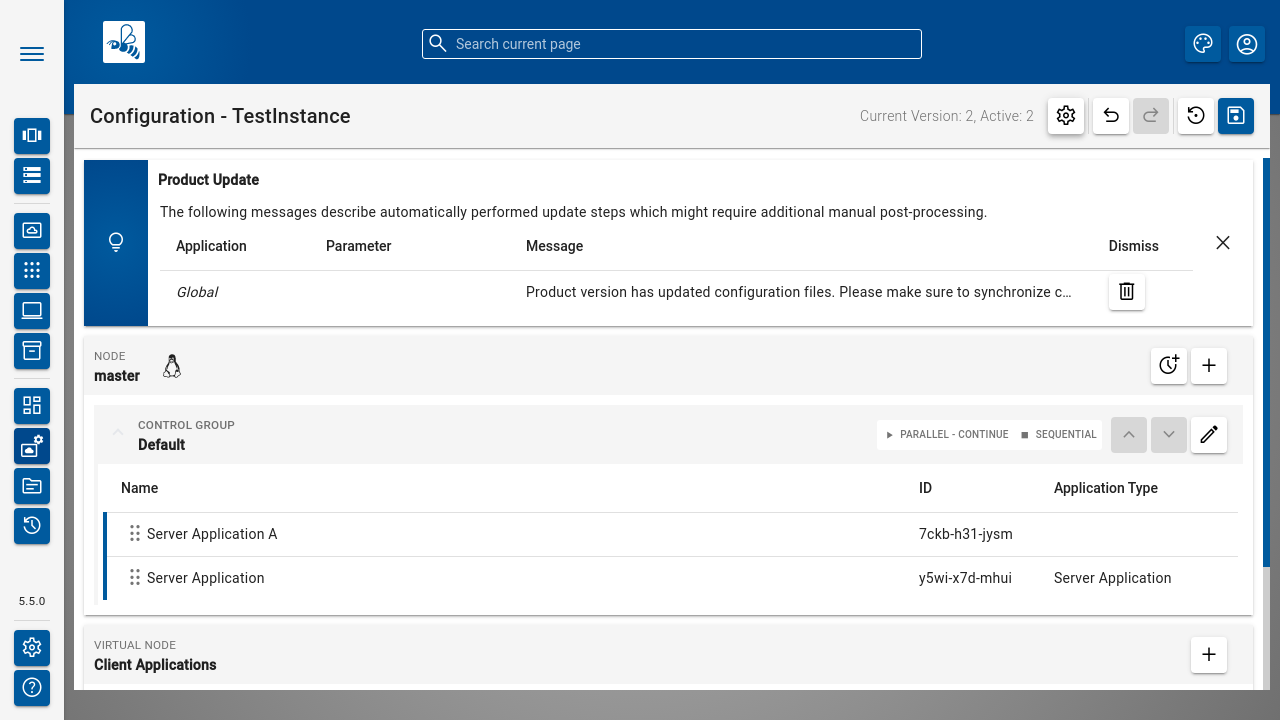 Search current page
Configuration - TestInstance
Current Version: 2, Active: 2
Product Update
The following messages describe automatically performed update steps which might require additional manual post-processing.
Application Parameter Message Dismiss
Global Product version has updated configuration files. Please make sure to synchronize c…
NODE
master
CONTROL GROUP
Default
PARALLEL - CONTINUE SEQUENTIAL
Name ID Application Type
Server Application A 7ckb-h31-jysm
Server Application y5wi-x7d-mhui Server Application
5.5.0
VIRTUAL NODE
Client Applications